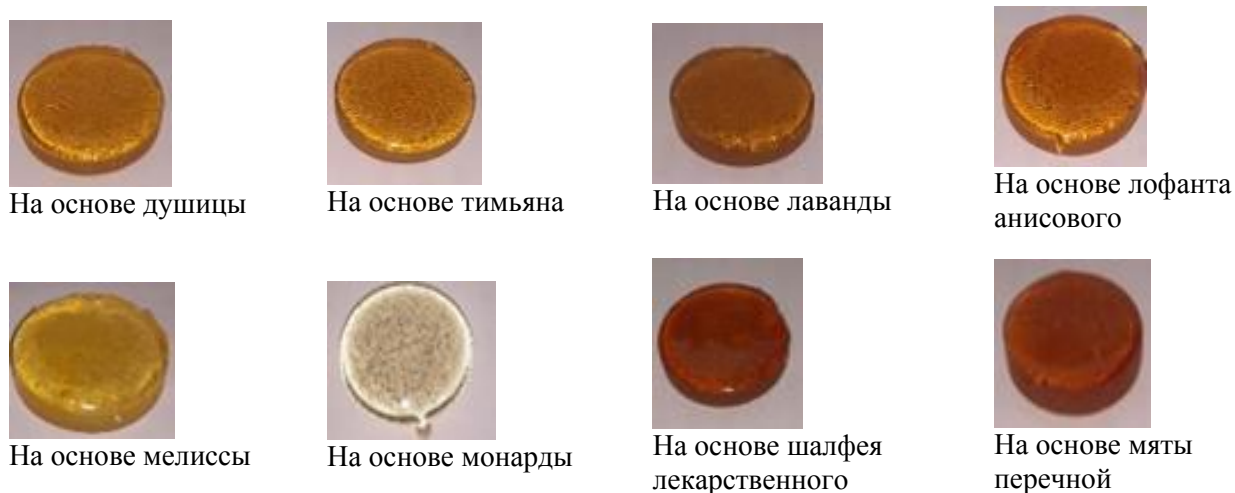 На основе душицы
На основе тимьяна
На основе лаванды
На основе лофанта
анисового
На основе мелиссы
На основе монарды
На основе шалфея
лекарственного
На основе мяты
перечной